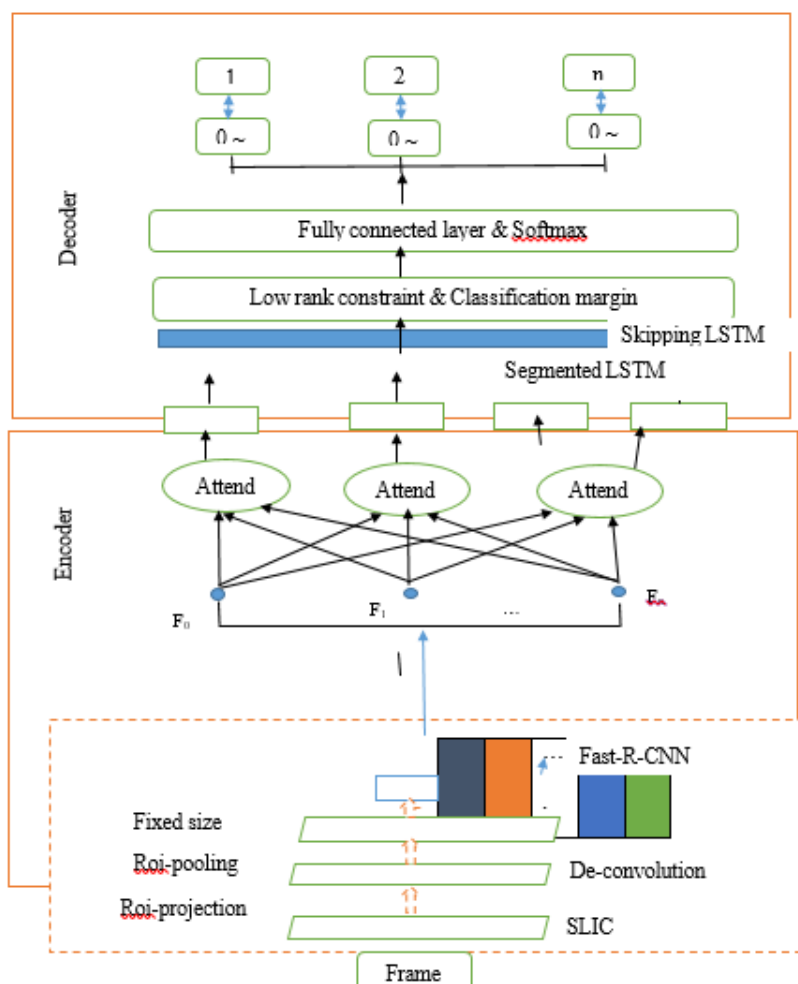 1
2
n
0 ~
0 ~
0 ~
Decoder
Fully connected layer & Softmax
Low rank constraint & Classification margin
Skipping LSTM
Segmented LSTM
Encoder
Attend
Attend
Attend
F₀
F₁
...
Fₙ
Fast-R-CNN
Fixed size
Roi-pooling
De-convolution
Roi-projection
SLIC
Frame